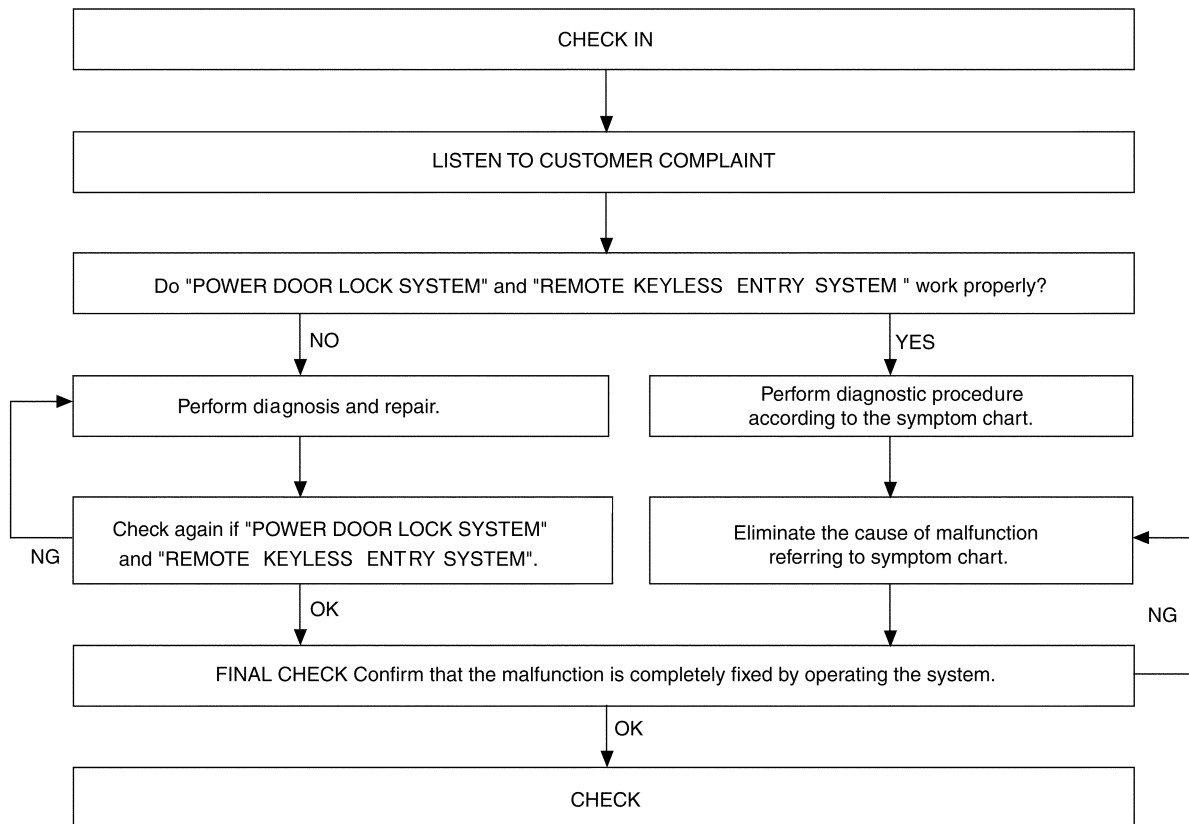 CHECK IN
LISTEN TO CUSTOMER COMPLAINT
Do "POWER DOOR LOCK SYSTEM" and "REMOTE KEYLESS ENTRY SYSTEM " work properly?
NO
YES
Perform diagnosis and repair.
Perform diagnostic procedure
according to the symptom chart.
Check again if "POWER DOOR LOCK SYSTEM"
and "REMOTE KEYLESS ENTRY SYSTEM".
NG
Eliminate the cause of malfunction
referring to symptom chart.
OK
NG
FINAL CHECK Confirm that the malfunction is completely fixed by operating the system.
OK
CHECK